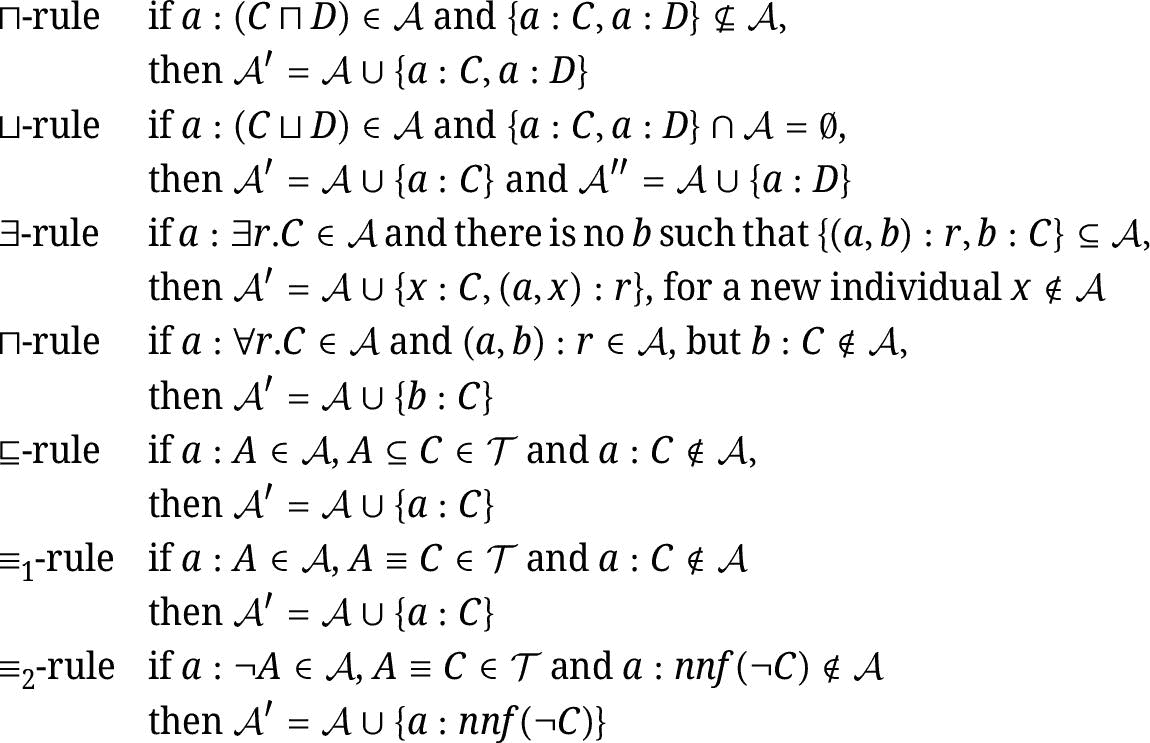 ⊓-rule if a : (C ⊓ D) ∈ 𝒜 and {a : C, a : D} ⊈ 𝒜,
then 𝒜′ = 𝒜 ∪ {a : C, a : D}
⊔-rule if a : (C ⊔ D) ∈ 𝒜 and {a : C, a : D} ∩ 𝒜 = ∅,
then 𝒜′ = 𝒜 ∪ {a : C} and 𝒜″ = 𝒜 ∪ {a : D}
∃-rule if a : ∃r.C ∈ 𝒜 and there is no b such that {(a, b) : r, b : C} ⊆ 𝒜,
then 𝒜′ = 𝒜 ∪ {x : C, (a, x) : r}, for a new individual x ∉ 𝒜
⊓-rule if a : ∀r.C ∈ 𝒜 and (a, b) : r ∈ 𝒜, but b : C ∉ 𝒜,
then 𝒜′ = 𝒜 ∪ {b : C}
⊑-rule if a : A ∈ 𝒜, A ⊆ C ∈ 𝒯 and a : C ∉ 𝒜,
then 𝒜′ = 𝒜 ∪ {a : C}
≡₁-rule if a : A ∈ 𝒜, A ≡ C ∈ 𝒯 and a : C ∉ 𝒜
then 𝒜′ = 𝒜 ∪ {a : C}
≡₂-rule if a : ¬A ∈ 𝒜, A ≡ C ∈ 𝒯 and a : nnf(¬C) ∉ 𝒜
then 𝒜′ = 𝒜 ∪ {a : nnf(¬C)}